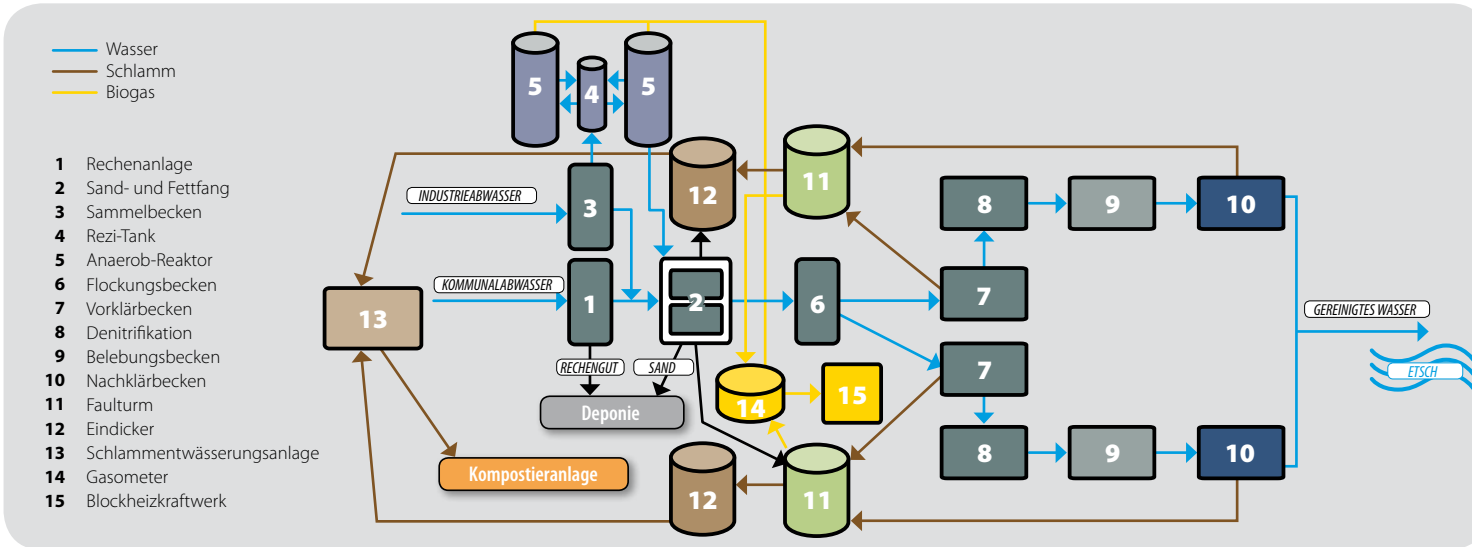 Wasser
Schlamm
Biogas
1 Rechenanlage
2 Sand- und Fettfang
3 Sammelbecken
4 Rezi-Tank
5 Anaerob-Reaktor
6 Flockungsbecken
7 Vorklärbecken
8 Denitrifikation
9 Belebungsbecken
10 Nachklärbecken
11 Faulturm
12 Eindicker
13 Schlammentwässerungsanlage
14 Gasometer
15 Blockheizkraftwerk
5
4
5
INDUSTRIEABWASSER
3
12
11
8
9
10
KOMMUNALABWASSER
13
1
2
6
7
GEREINIGTES WASSER
ETSCH
RECHENGUT
SAND
7
Deponie
14
15
Kompostieranlage
12
11
8
9
10